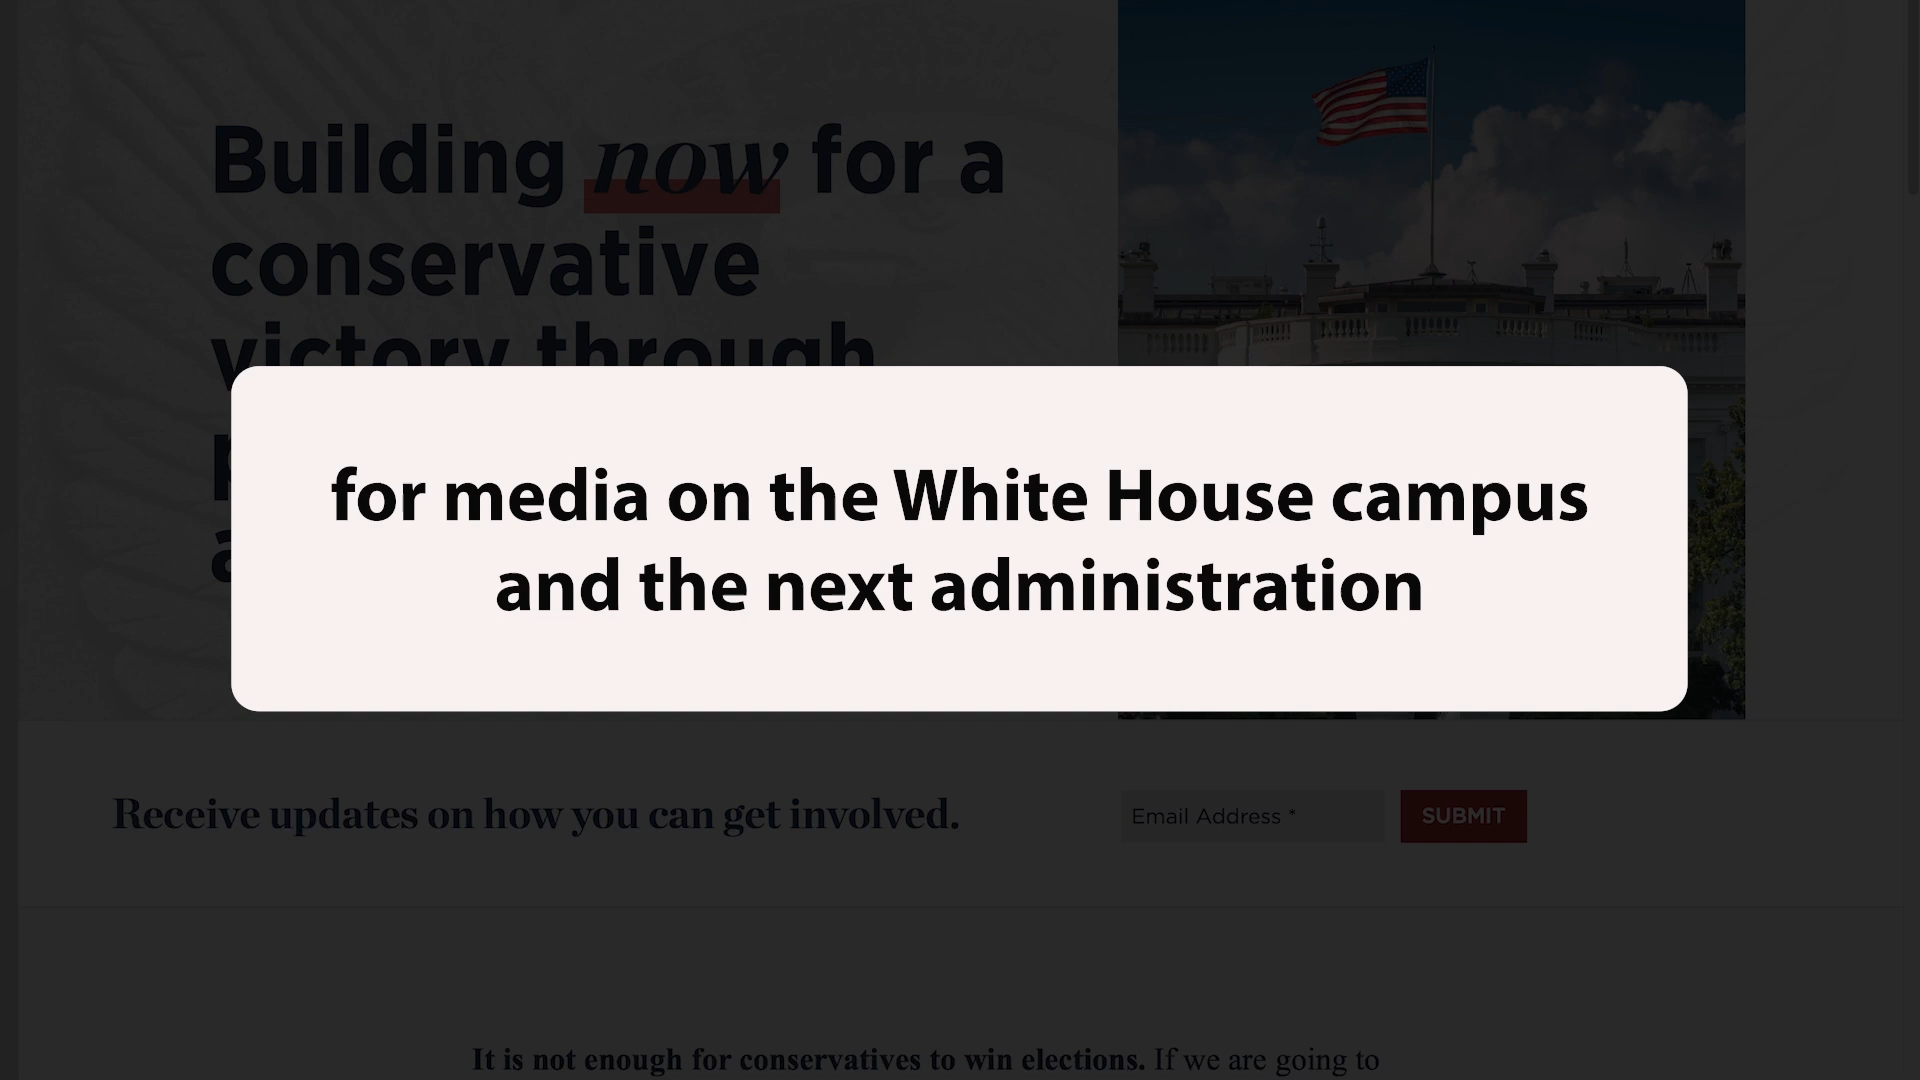 Building now for a
conservative
victory through
for media on the White House campus
and the next administration
Receive updates on how you can get involved.
Email Address *
SUBMIT
It is not enough for conservatives to win elections. If we are going to